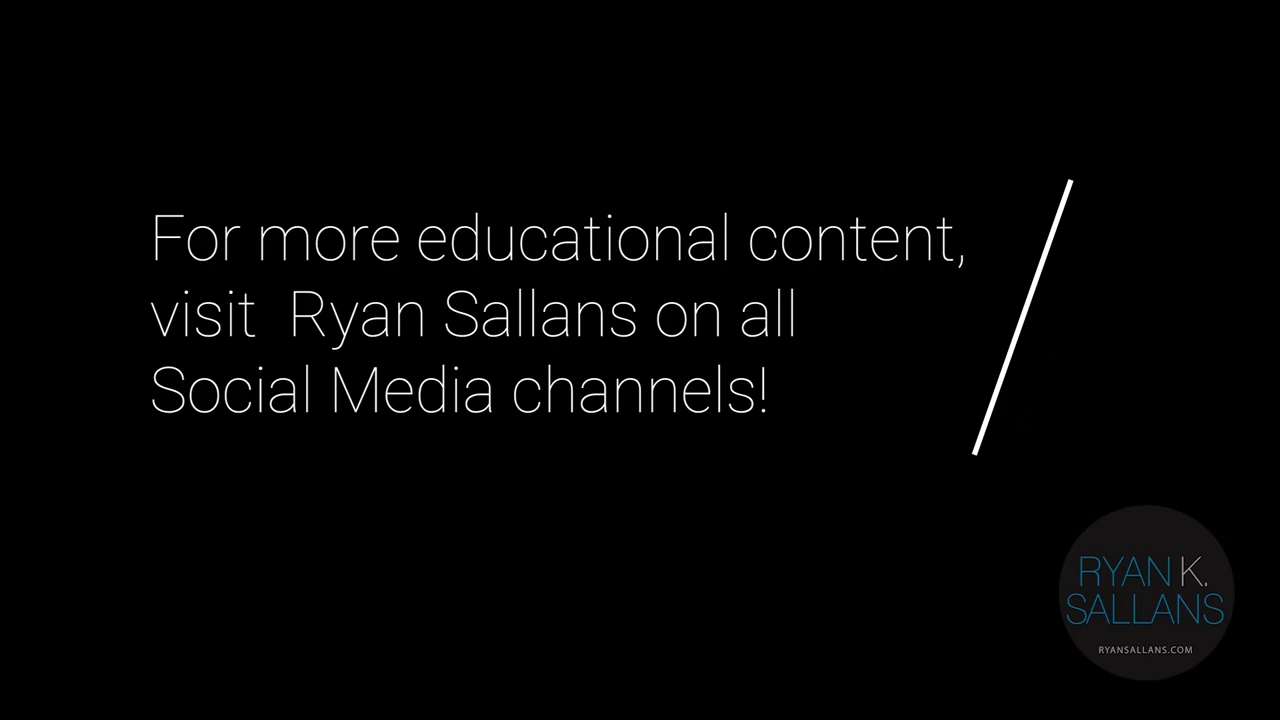 For more educational content,
visit  Ryan Sallans on all
Social Media channels!
RYAN K.
SALLANS
RYANSALLANS.COM